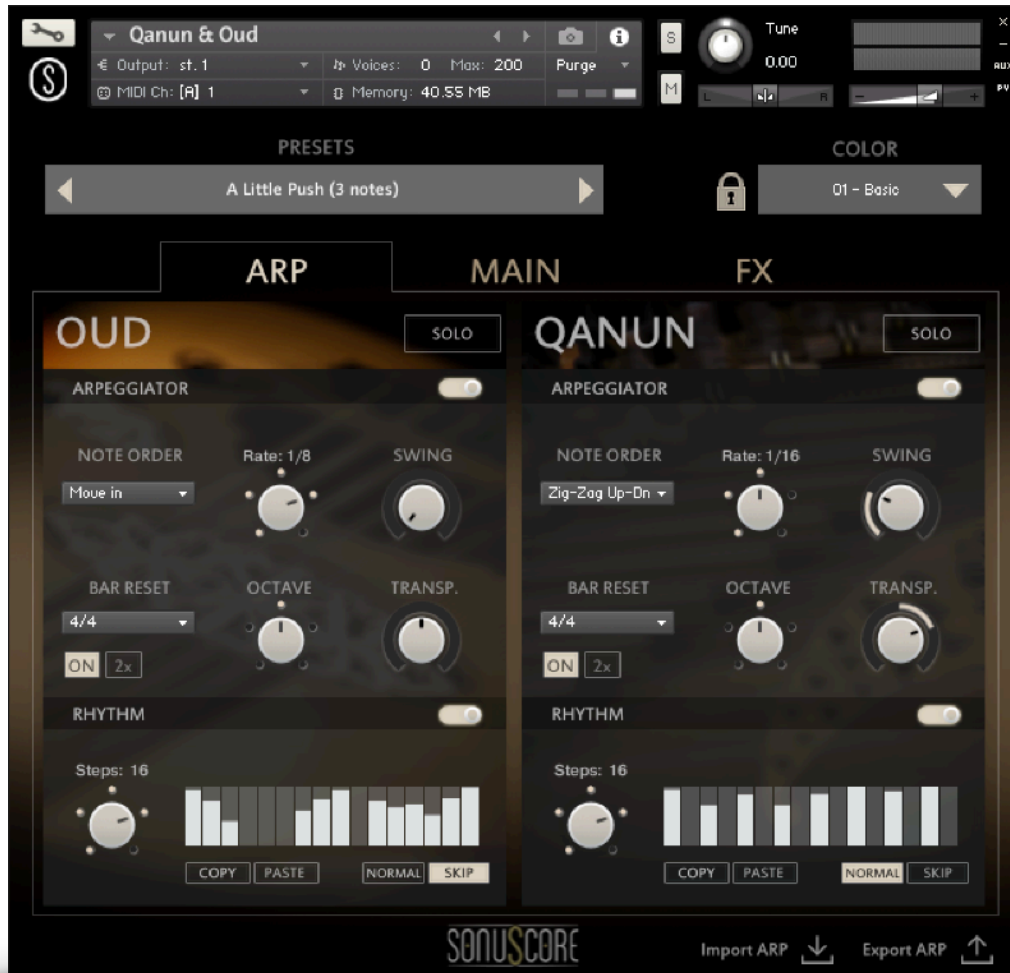 Qanun & Oud
S
Tune
Output: st. 1
Voices: 0 Max: 200
Purge
0.00
AUX
MIDI Ch: [A] 1
Memory: 40.55 MB
M
L
R
PV
PRESETS
COLOR
A Little Push (3 notes)
01 - Basic
ARP
MAIN
FX
OUD
SOLO
QANUN
SOLO
ARPEGGIATOR
ARPEGGIATOR
NOTE ORDER
Rate: 1/8
SWING
NOTE ORDER
Rate: 1/16
SWING
Move in
Zig-Zag Up-Dn
BAR RESET
OCTAVE
TRANSP.
BAR RESET
OCTAVE
TRANSP.
4/4
4/4
ON
2x
ON
2x
RHYTHM
RHYTHM
Steps: 16
Steps: 16
COPY
PASTE
NORMAL
SKIP
COPY
PASTE
NORMAL
SKIP
SONUSCORE
Import ARP
Export ARP